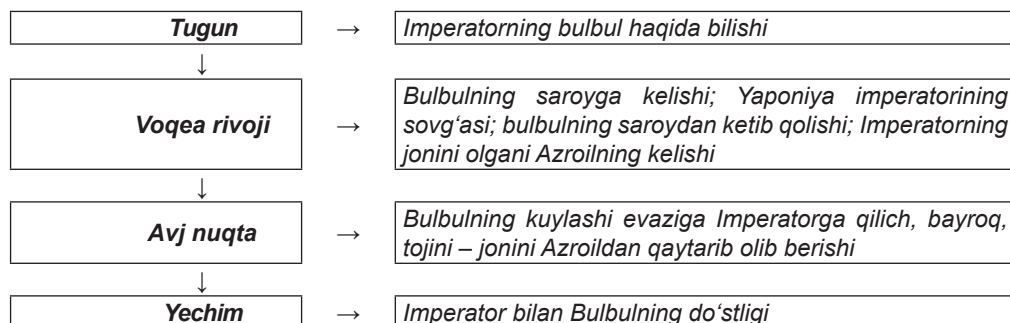 Tugun → Imperatorning bulbul haqida bilishi
↓
Voqea rivoji → Bulbulning saroyga kelishi; Yaponiya imperatorining
sovg‘asi; bulbulning saroydan ketib qolishi; Imperatorning
jonini olgani Azroilning kelishi
↓
Avj nuqta → Bulbulning kuylashi evaziga Imperatorga qilich, bayroq,
tojini – jonini Azroildan qaytarib olib berishi
↓
Yechim → Imperator bilan Bulbulning do‘stligi